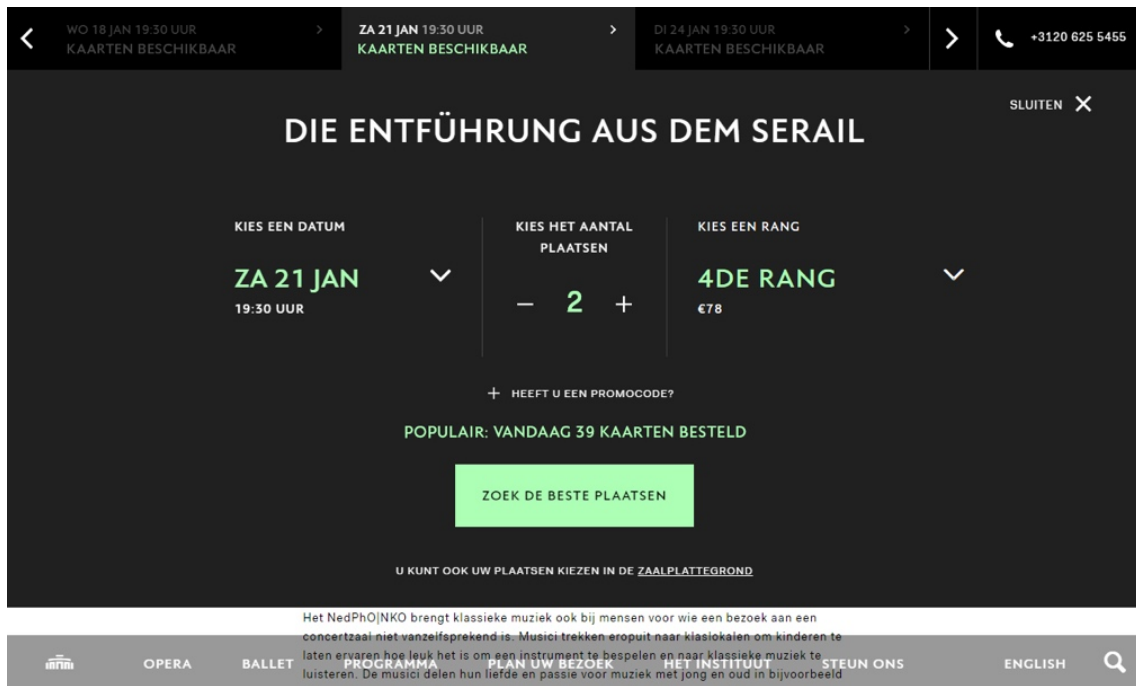 WO 18 JAN 19:30 UUR
KAARTEN BESCHIKBAAR
ZA 21 JAN 19:30 UUR
KAARTEN BESCHIKBAAR
DI 24 JAN 19:30 UUR
KAARTEN BESCHIKBAAR
+3120 625 5455
SLUITEN
DIE ENTFÜHRUNG AUS DEM SERAIL
KIES EEN DATUM
ZA 21 JAN
19:30 UUR
KIES HET AANTAL
PLAATSEN
− 2 +
KIES EEN RANG
4DE RANG
€78
+ HEEFT U EEN PROMOCODE?
POPULAIR: VANDAAG 39 KAARTEN BESTELD
ZOEK DE BESTE PLAATSEN
U KUNT OOK UW PLAATSEN KIEZEN IN DE ZAALPLATTEGROND
Het NedPhO|NKO brengt klassieke muziek ook bij mensen voor wie een bezoek aan een
concertzaal niet vanzelfsprekend is. Musici trekken eropuit naar klaslokalen om kinderen te
laten ervaren hoe leuk het is om een instrument te bespelen en naar klassieke muziek te
luisteren. De musici delen hun liefde en passie voor muziek met jong en oud in bijvoorbeeld
OPERA BALLET PROGRAMMA PLAN UW BEZOEK HET INSTITUUT STEUN ONS ENGLISH